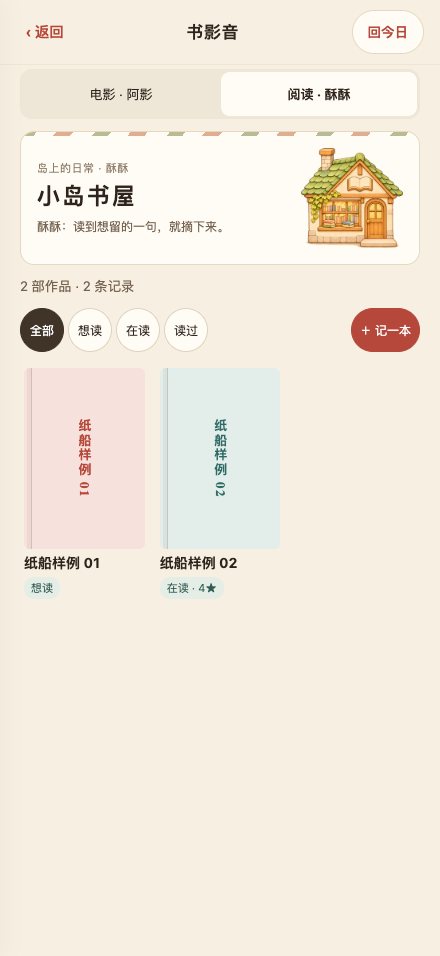 ‹ 返回
书影音
回今日
电影 · 阿影
阅读 · 酥酥
岛上的日常 · 酥酥
小岛书屋
酥酥：读到想留的一句，就摘下来。
2 部作品 · 2 条记录
全部
想读
在读
读过
+ 记一本
纸船样例 01
纸船样例 02
纸船样例 01
纸船样例 02
想读
在读 · 4★